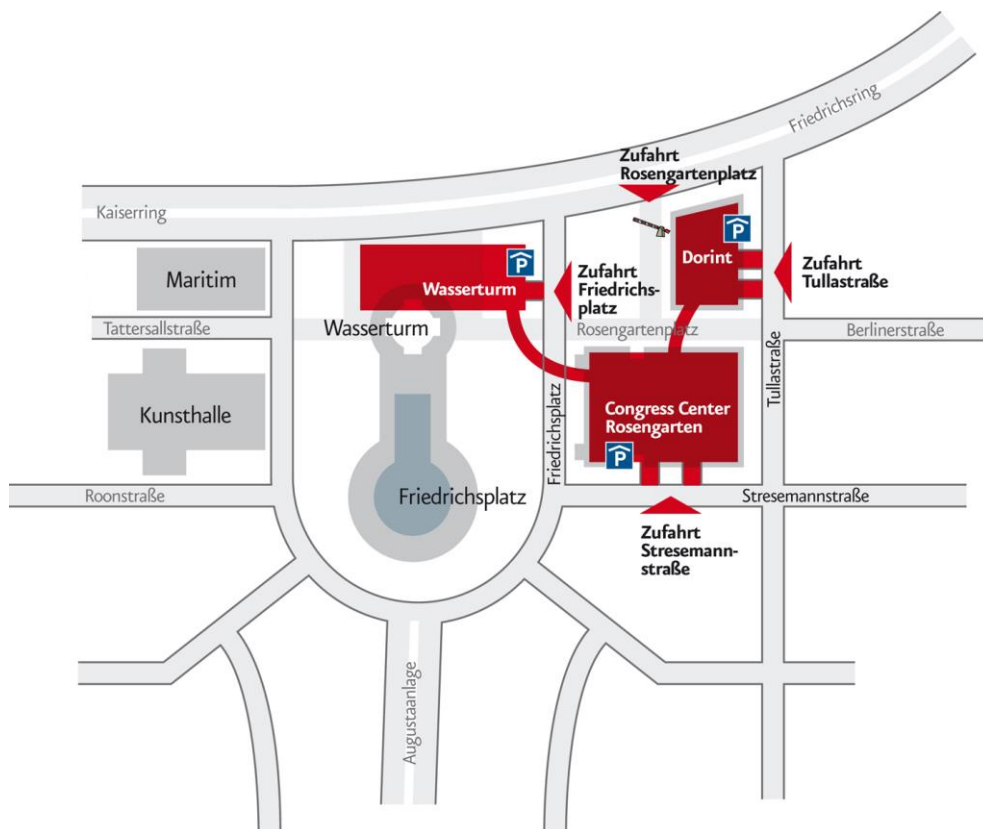 Friedrichsring
Zufahrt
Rosengartenplatz
Kaiserring
P
Maritim
Dorint
P
Zufahrt
Tullastraße
Wasserturm
Zufahrt
Friedrichs-
platz
Tattersallstraße
Wasserturm
Rosengartenplatz
Berlinerstraße
Tullastraße
Friedrichsplatz
Kunsthalle
Congress Center
Rosengarten
P
Roonstraße
Friedrichsplatz
Stresemannstraße
Zufahrt
Stresemann-
straße
Augustaanlage